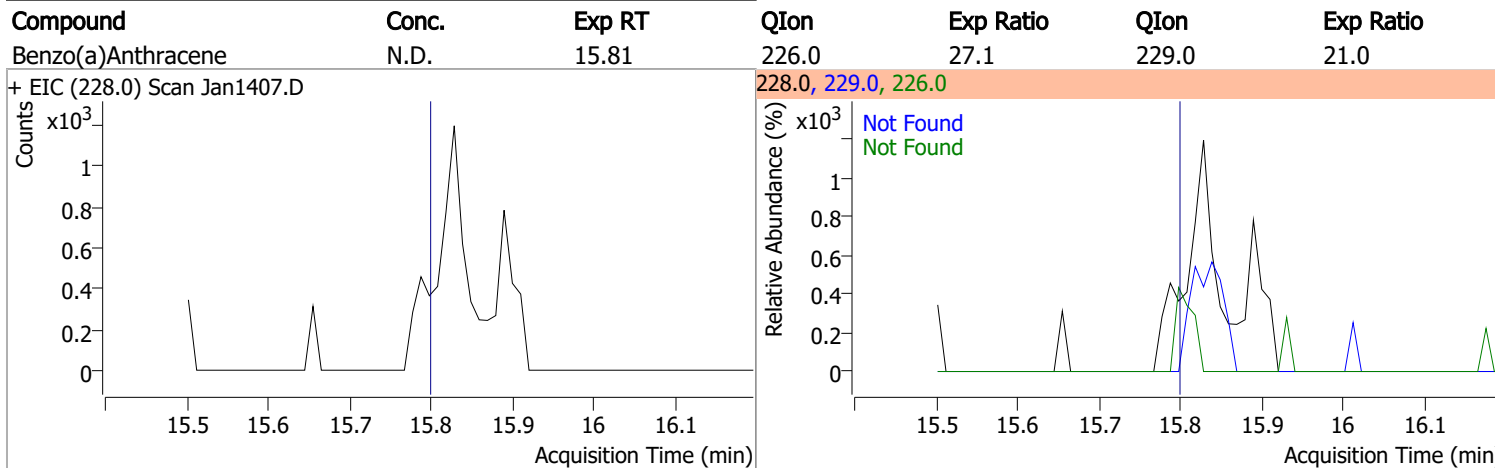 Compound Conc. Exp RT QIon Exp Ratio QIon Exp Ratio
Benzo(a)Anthracene N.D. 15.81 226.0 27.1 229.0 21.0
+ EIC (228.0) Scan Jan1407.D
Counts
x10³
1
0.8
0.6
0.4
0.2
0
15.5 15.6 15.7 15.8 15.9 16 16.1
Acquisition Time (min)
228.0, 229.0, 226.0
Relative Abundance (%)
x10³
Not Found
Not Found
1
0.8
0.6
0.4
0.2
0
15.5 15.6 15.7 15.8 15.9 16 16.1
Acquisition Time (min